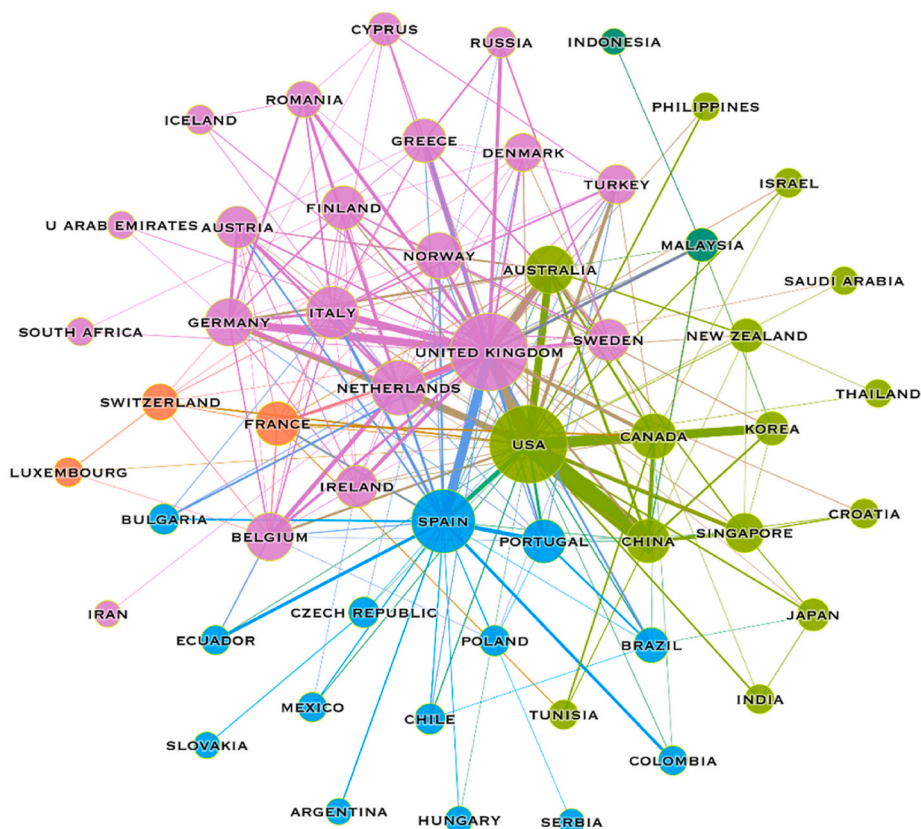 CYPRUS
RUSSIA
INDONESIA
ROMANIA
PHILIPPINES
ICELAND
GREECE
DENMARK
TURKEY
ISRAEL
FINLAND
U ARAB EMIRATES
AUSTRIA
NORWAY
MALAYSIA
AUSTRALIA
SAUDI ARABIA
SOUTH AFRICA
GERMANY
ITALY
UNITED KINGDOM
SWEDEN
NEW ZEALAND
NETHERLANDS
THAILAND
SWITZERLAND
FRANCE
USA
CANADA
KOREA
LUXEMBOURG
IRELAND
BULGARIA
SPAIN
CROATIA
BELGIUM
PORTUGAL
CHINA
SINGAPORE
IRAN
CZECH REPUBLIC
JAPAN
ECUADOR
POLAND
BRAZIL
MEXICO
CHILE
TUNISIA
INDIA
SLOVAKIA
COLOMBIA
ARGENTINA
HUNGARY
SERBIA